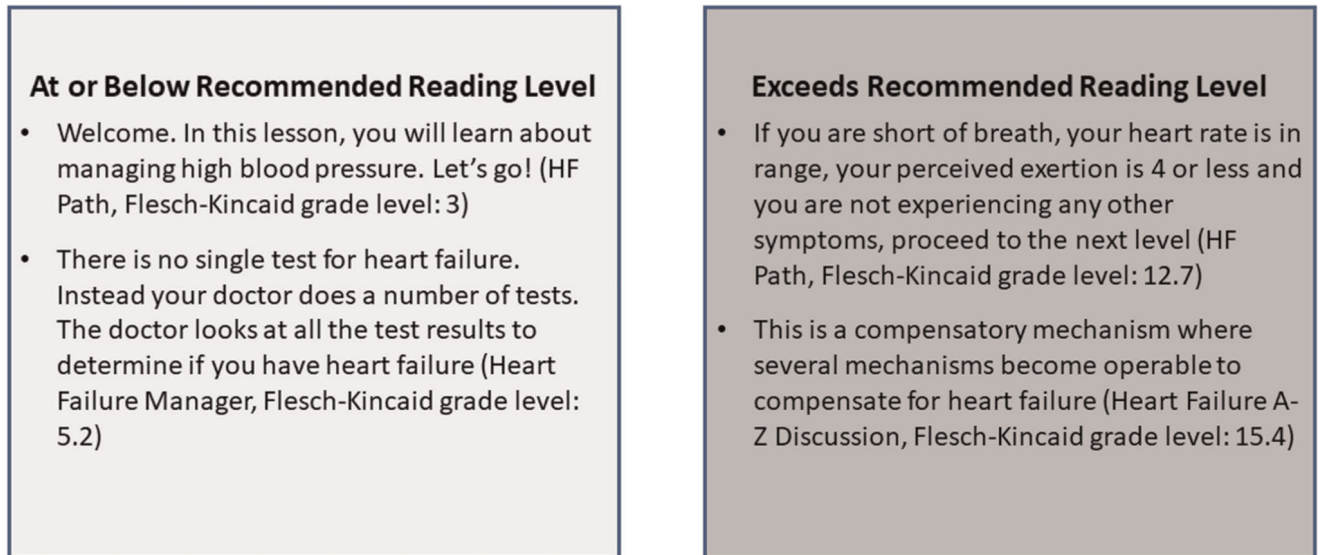 At or Below Recommended Reading Level
• Welcome. In this lesson, you will learn about
managing high blood pressure. Let's go! (HF
Path, Flesch-Kincaid grade level: 3)
• There is no single test for heart failure.
Instead your doctor does a number of tests.
The doctor looks at all the test results to
determine if you have heart failure (Heart
Failure Manager, Flesch-Kincaid grade level:
5.2)
Exceeds Recommended Reading Level
• If you are short of breath, your heart rate is in
range, your perceived exertion is 4 or less and
you are not experiencing any other
symptoms, proceed to the next level (HF
Path, Flesch-Kincaid grade level: 12.7)
• This is a compensatory mechanism where
several mechanisms become operable to
compensate for heart failure (Heart Failure A-
Z Discussion, Flesch-Kincaid grade level: 15.4)